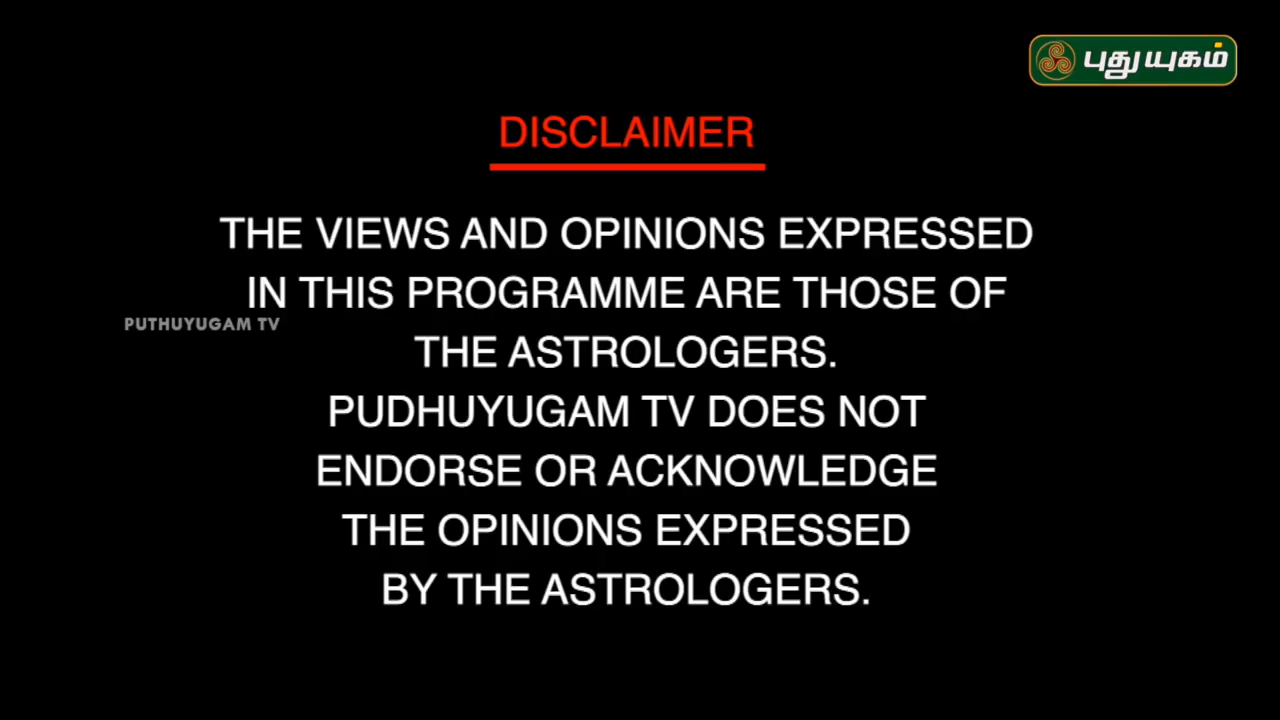 புதுயுகம்
DISCLAIMER
THE VIEWS AND OPINIONS EXPRESSED
IN THIS PROGRAMME ARE THOSE OF
PUTHUYUGAM TV
THE ASTROLOGERS.
PUDHUYUGAM TV DOES NOT
ENDORSE OR ACKNOWLEDGE
THE OPINIONS EXPRESSED
BY THE ASTROLOGERS.